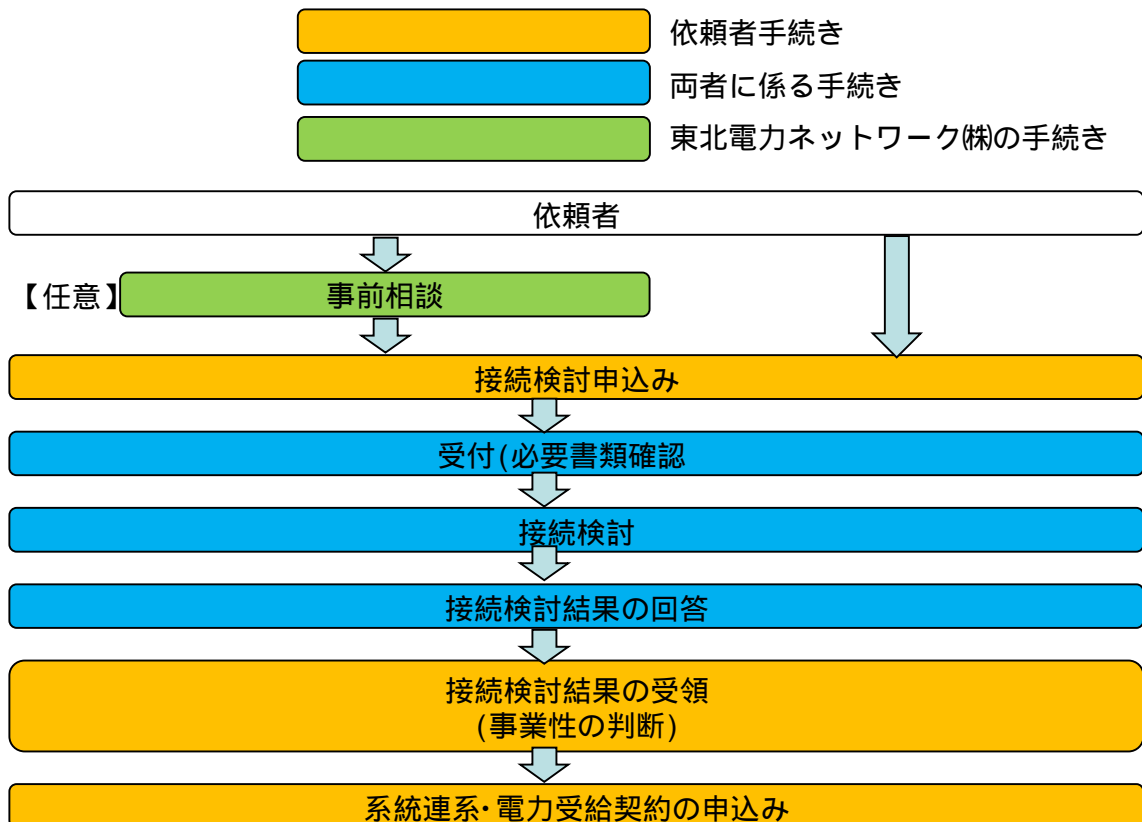 依頼者手続き
両者に係る手続き
東北電力ネットワーク㈱の手続き
依頼者
【任意】
事前相談
接続検討申込み
受付(必要書類確認
接続検討
接続検討結果の回答
接続検討結果の受領
(事業性の判断)
系統連系・電力受給契約の申込み